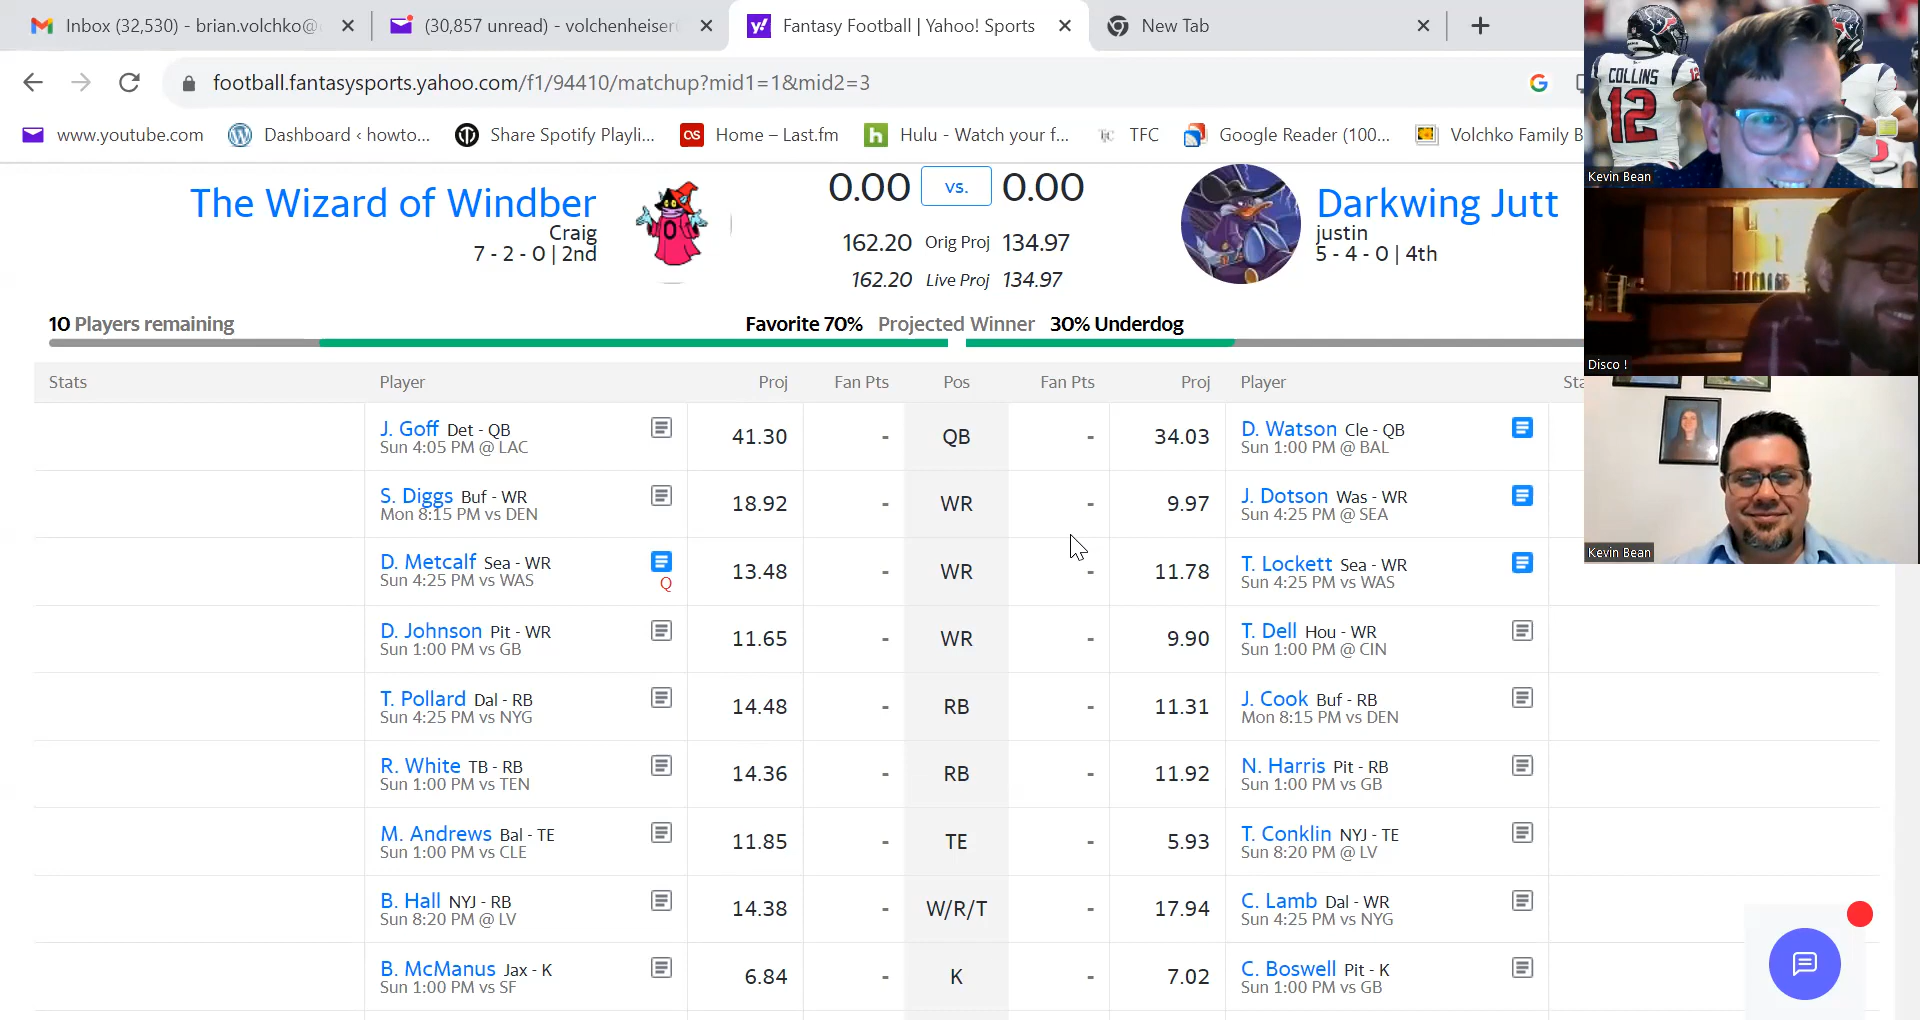 Inbox (32,530) - brian.volchko@
(30,857 unread) - volchenheiser
Fantasy Football | Yahoo! Sports
New Tab
football.fantasysports.yahoo.com/f1/94410/matchup?mid1=1&mid2=3
www.youtube.com
Dashboard ‹ howto...
Share Spotify Playli...
Home – Last.fm
Hulu - Watch your f...
TFC
Google Reader (100...
Volchko Family B
COLLINS
12
Kevin Bean
Disco !
Kevin Bean
The Wizard of Windber
Craig
7 - 2 - 0 | 2nd
0.00 vs. 0.00
162.20 Orig Proj 134.97
162.20 Live Proj 134.97
Darkwing Jutt
justin
5 - 4 - 0 | 4th
10 Players remaining
Favorite 70% Projected Winner 30% Underdog
Stats Player Proj Fan Pts Pos Fan Pts Proj Player Sta
J. Goff Det - QB 41.30 - QB - 34.03 D. Watson Cle - QB
Sun 4:05 PM @ LAC Sun 1:00 PM @ BAL
S. Diggs Buf - WR 18.92 - WR - 9.97 J. Dotson Was - WR
Mon 8:15 PM vs DEN Sun 4:25 PM @ SEA
D. Metcalf Sea - WR 13.48 - WR - 11.78 T. Lockett Sea - WR
Sun 4:25 PM vs WAS Q Sun 4:25 PM vs WAS
D. Johnson Pit - WR 11.65 - WR - 9.90 T. Dell Hou - WR
Sun 1:00 PM vs GB Sun 1:00 PM @ CIN
T. Pollard Dal - RB 14.48 - RB - 11.31 J. Cook Buf - RB
Sun 4:25 PM vs NYG Mon 8:15 PM vs DEN
R. White TB - RB 14.36 - RB - 11.92 N. Harris Pit - RB
Sun 1:00 PM vs TEN Sun 1:00 PM vs GB
M. Andrews Bal - TE 11.85 - TE - 5.93 T. Conklin NYJ - TE
Sun 1:00 PM vs CLE Sun 8:20 PM @ LV
B. Hall NYJ - RB 14.38 - W/R/T - 17.94 C. Lamb Dal - WR
Sun 8:20 PM @ LV Sun 4:25 PM vs NYG
B. McManus Jax - K 6.84 - K - 7.02 C. Boswell Pit - K
Sun 1:00 PM vs SF Sun 1:00 PM vs GB